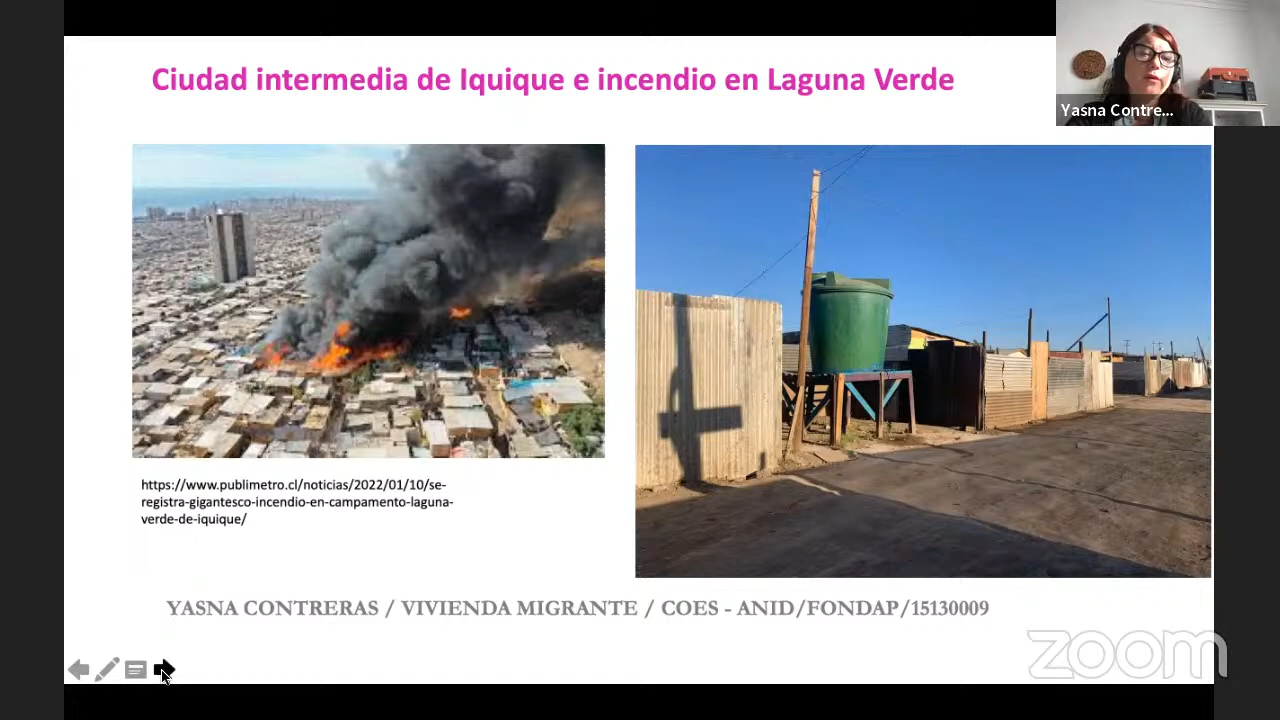 Ciudad intermedia de Iquique e incendio en Laguna Verde
Yasna Contre...
https://www.publimetro.cl/noticias/2022/01/10/se-
registra-gigantesco-incendio-en-campamento-laguna-
verde-de-iquique/
YASNA CONTRERAS / VIVIENDA MIGRANTE / COES - ANID/FONDAP/15130009
zoom